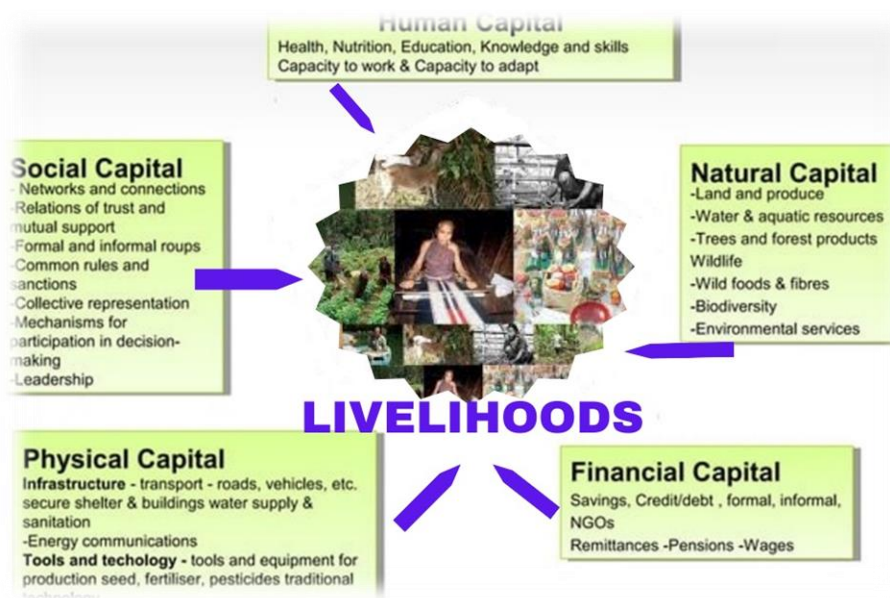 Human Capital
Health, Nutrition, Education, Knowledge and skills
Capacity to work & Capacity to adapt
Social Capital
- Networks and connections
-Relations of trust and
mutual support
-Formal and informal roups
-Common rules and
sanctions
-Collective representation
-Mechanisms for
participation in decision-
making
-Leadership
Natural Capital
-Land and produce
-Water & aquatic resources
-Trees and forest products
Wildlife
-Wild foods & fibres
-Biodiversity
-Environmental services
LIVELIHOODS
Physical Capital
Infrastructure - transport - roads, vehicles, etc.
secure shelter & buildings water supply &
sanitation
-Energy communications
Tools and techology - tools and equipment for
production seed, fertiliser, pesticides traditional
Financial Capital
Savings, Credit/debt , formal, informal,
NGOs
Remittances -Pensions -Wages